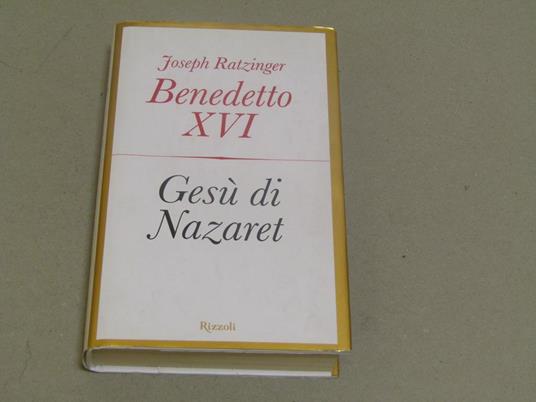 Joseph Ratzinger
Benedetto
XVI
Gesù di
Nazaret
Rizzoli